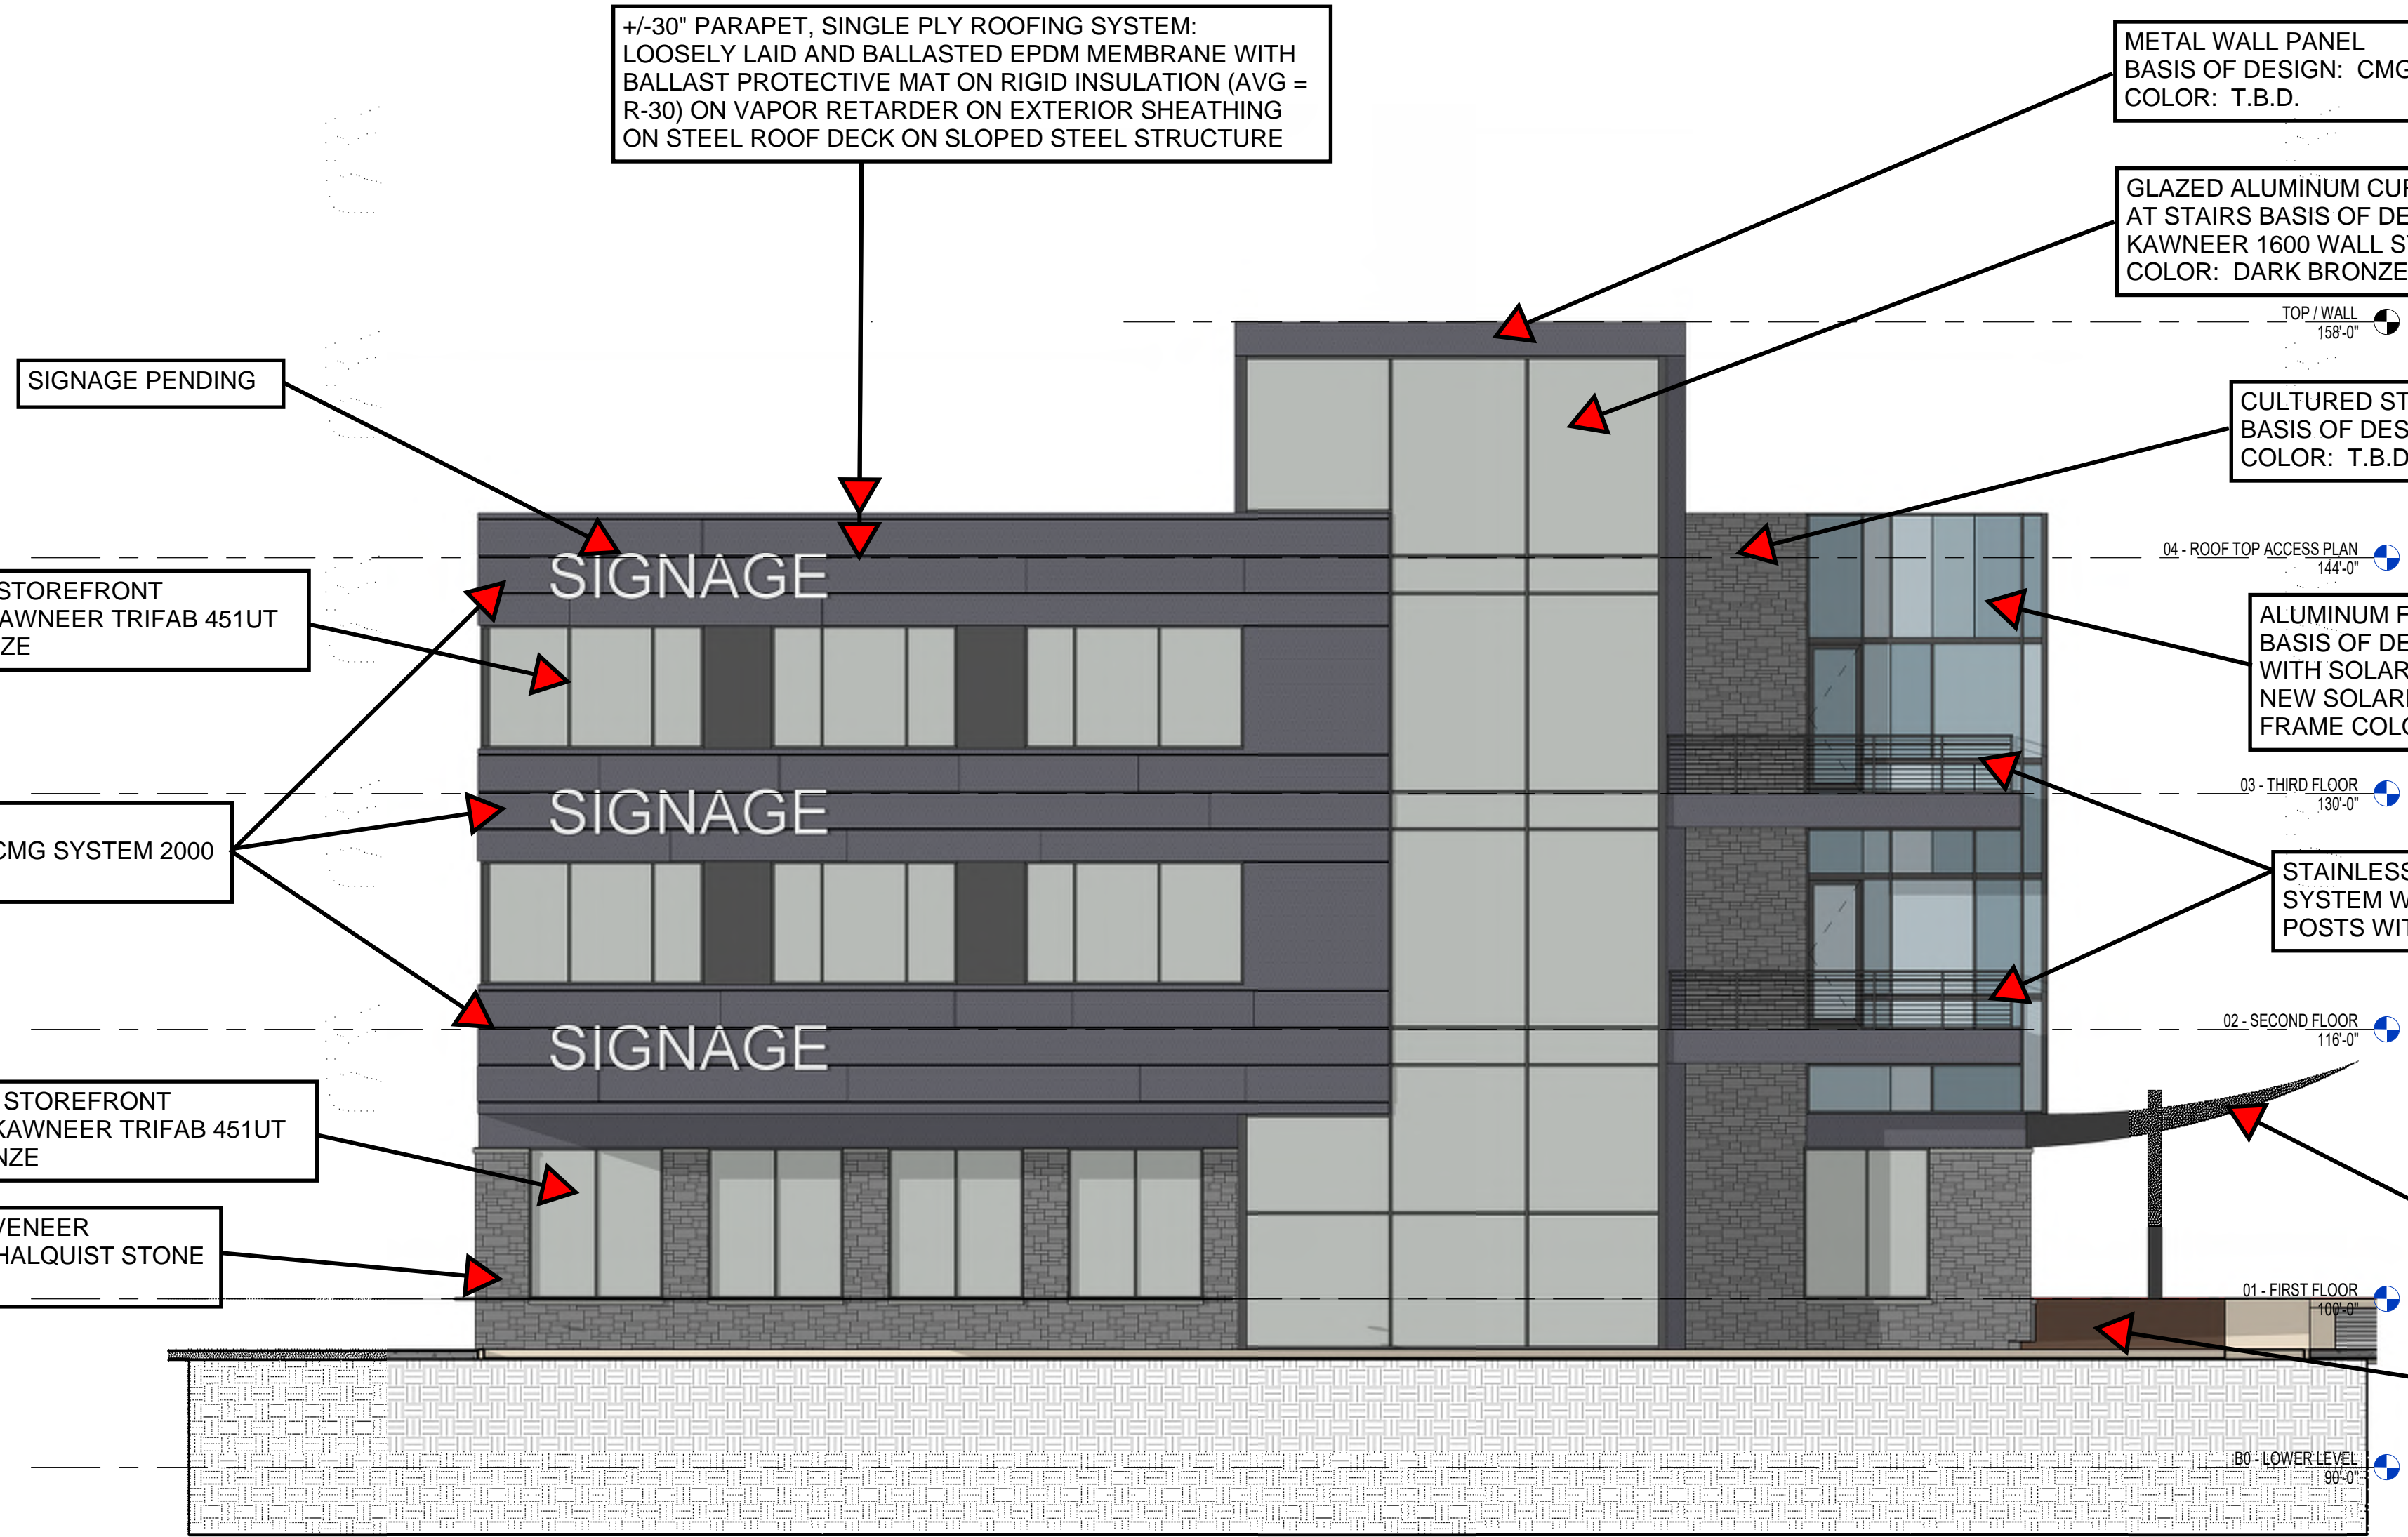 +/-30" PARAPET, SINGLE PLY ROOFING SYSTEM:
LOOSELY LAID AND BALLASTED EPDM MEMBRANE WITH
BALLAST PROTECTIVE MAT ON RIGID INSULATION (AVG =
R-30) ON VAPOR RETARDER ON EXTERIOR SHEATHING
ON STEEL ROOF DECK ON SLOPED STEEL STRUCTURE
METAL WALL PANEL
BASIS OF DESIGN: CMG
COLOR: T.B.D.
GLAZED ALUMINUM CUR
AT STAIRS BASIS OF DE
KAWNEER 1600 WALL SY
COLOR: DARK BRONZE
TOP / WALL
158'-0"
SIGNAGE PENDING
CULTURED ST
BASIS OF DES
COLOR: T.B.D
SIGNAGE
04 - ROOF TOP ACCESS PLAN
144'-0"
STOREFRONT
AWNEER TRIFAB 451UT
ZE
ALUMINUM F
BASIS OF DE
WITH SOLAR
NEW SOLAR
FRAME COLO
SIGNAGE
03 - THIRD FLOOR
130'-0"
CMG SYSTEM 2000
STAINLESS
SYSTEM W
POSTS WIT
SIGNAGE
02 - SECOND FLOOR
116'-0"
STOREFRONT
KAWNEER TRIFAB 451UT
NZE
VENEER
HALQUIST STONE
01 - FIRST FLOOR
100'-0"
B0 - LOWER LEVEL
90'-0"